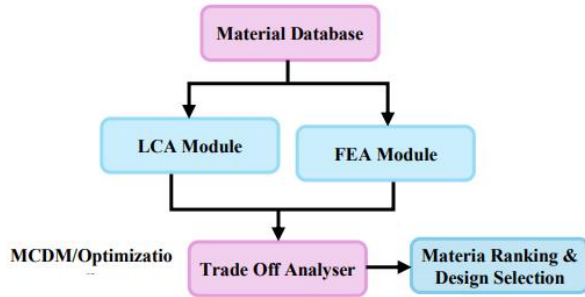 Material Database
LCA Module
FEA Module
MCDM/Optimizatio
Trade Off Analyser
Materia Ranking &
Design Selection